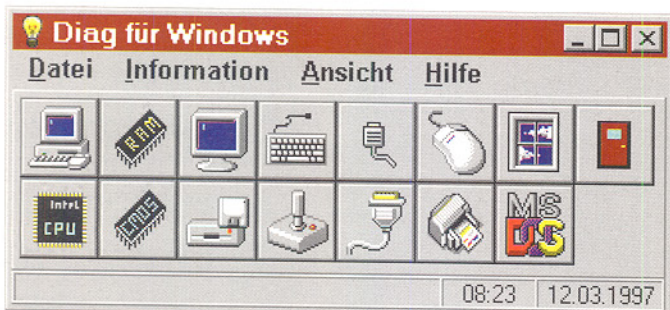 Diag für Windows
Datei Information Ansicht Hilfe
RAM
Intel
CPU
CMOS
MS
DOS
08:23 12.03.1997